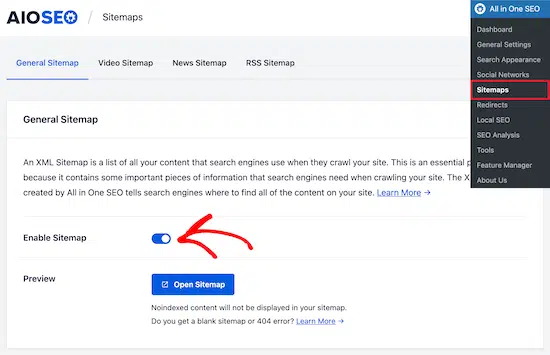 AIOSEO / Sitemaps
General Sitemap Video Sitemap News Sitemap RSS Sitemap
General Sitemap
An XML Sitemap is a list of all your content that search engines use when they crawl your site. This is an essential p
because it contains some important pieces of information that search engines need when crawling your site. The X
created by All in One SEO tells search engines where to find all of the content on your site. Learn More →
Enable Sitemap
Preview
Open Sitemap
Noindexed content will not be displayed in your sitemap.
Do you get a blank sitemap or 404 error? Learn More →
All in One SEO
Dashboard
General Settings
Search Appearance
Social Networks
Sitemaps
Redirects
Local SEO
SEO Analysis
Tools
Feature Manager
About Us